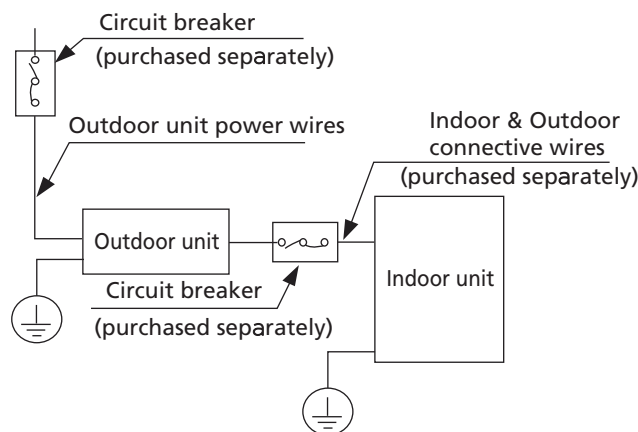 Circuit breaker
(purchased separately)
Outdoor unit power wires
Indoor & Outdoor
connective wires
(purchased separately)
Outdoor unit
Indoor unit
Circuit breaker
(purchased separately)